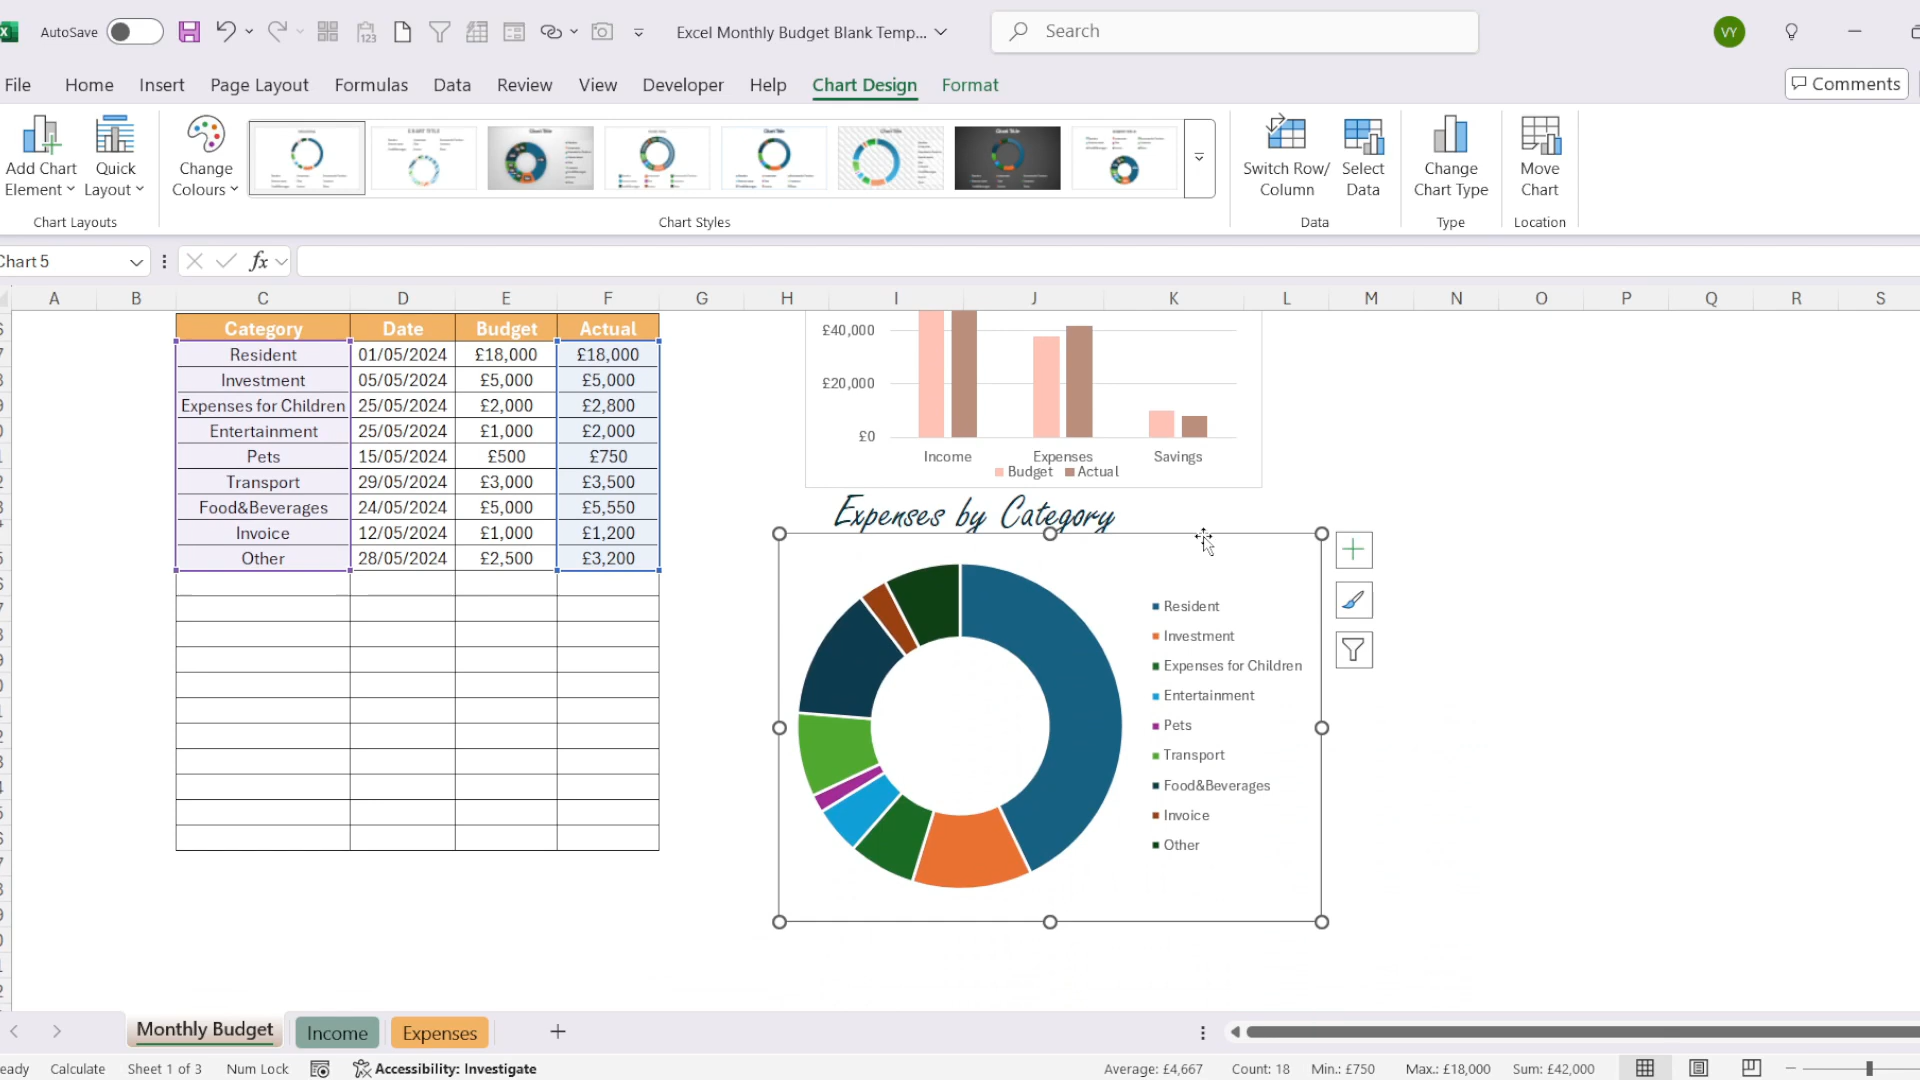 AutoSave
Excel Monthly Budget Blank Temp...
Search
VY
File Home Insert Page Layout Formulas Data Review View Developer Help Chart Design Format
Comments
Add Chart Element
Quick Layout
Change Colours
Switch Row/ Column
Select Data
Change Chart Type
Move Chart
Chart Layouts
Chart Styles
Data
Type
Location
Chart 5
fx
A B C D E F G H I J K L M N O P Q R S
Category Date Budget Actual
Resident 01/05/2024 £18,000 £18,000
Investment 05/05/2024 £5,000 £5,000
Expenses for Children 25/05/2024 £2,000 £2,800
Entertainment 25/05/2024 £1,000 £2,000
Pets 15/05/2024 £500 £750
Transport 29/05/2024 £3,000 £3,500
Food&Beverages 24/05/2024 £5,000 £5,550
Invoice 12/05/2024 £1,000 £1,200
Other 28/05/2024 £2,500 £3,200
£40,000
£20,000
£0
Income Expenses Savings
Budget Actual
Expenses by Category
Resident
Investment
Expenses for Children
Entertainment
Pets
Transport
Food&Beverages
Invoice
Other
Monthly Budget Income Expenses
eady Calculate Sheet 1 of 3 Num Lock Accessibility: Investigate Average: £4,667 Count: 18 Min.: £750 Max.: £18,000 Sum: £42,000